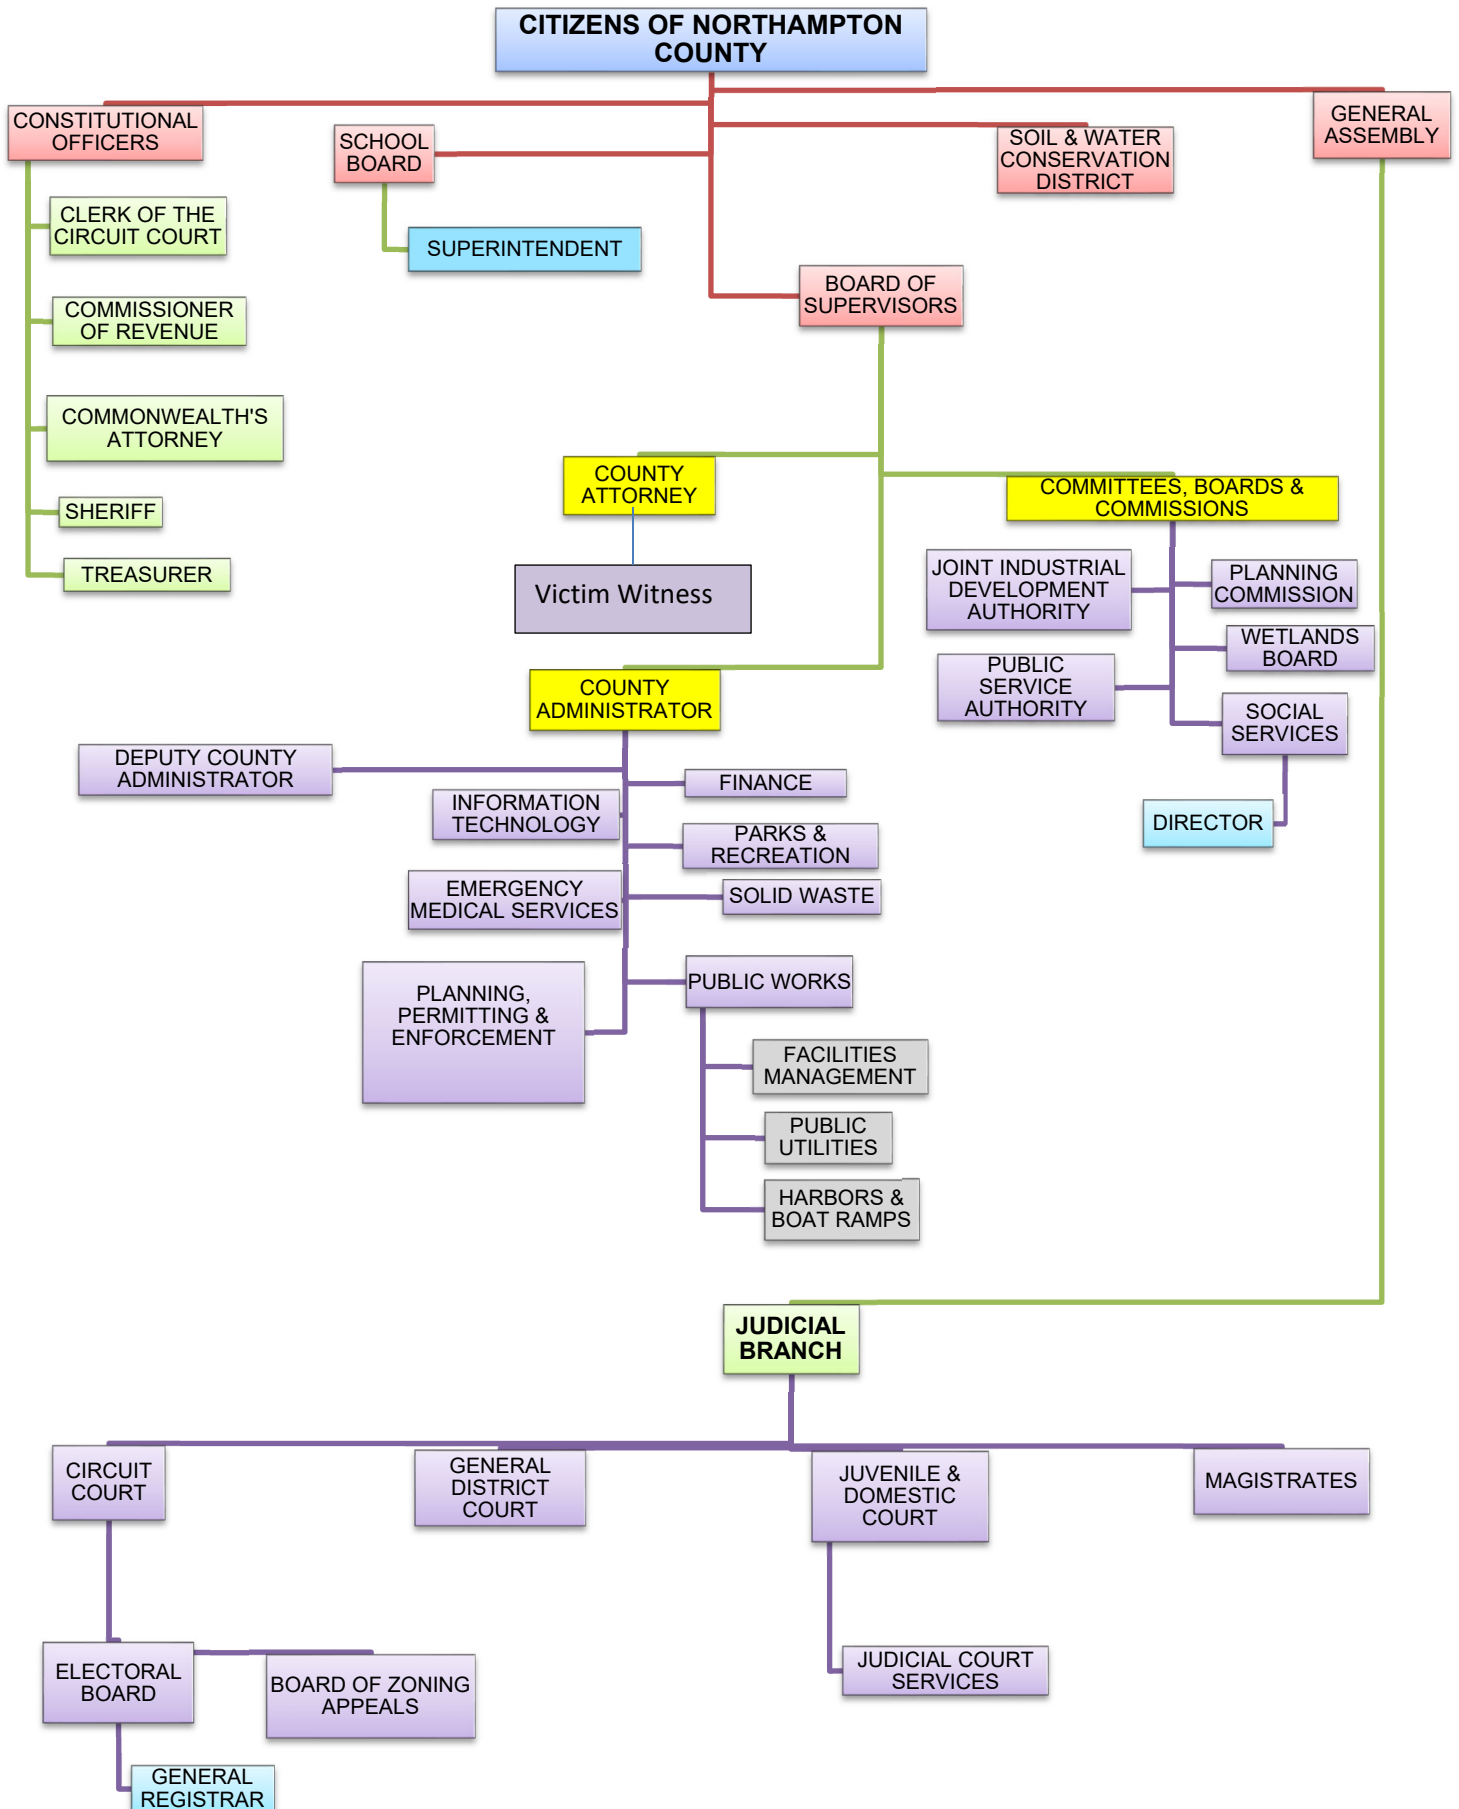 CITIZENS OF NORTHAMPTON
COUNTY
CONSTITUTIONAL
OFFICERS
SCHOOL
BOARD
SOIL & WATER
CONSERVATION
DISTRICT
GENERAL
ASSEMBLY
CLERK OF THE
CIRCUIT COURT
SUPERINTENDENT
BOARD OF
SUPERVISORS
COMMISSIONER
OF REVENUE
COMMONWEALTH'S
ATTORNEY
SHERIFF
TREASURER
COUNTY
ATTORNEY
Victim Witness
COMMITTEES, BOARDS &
COMMISSIONS
JOINT INDUSTRIAL
DEVELOPMENT
AUTHORITY
PLANNING
COMMISSION
WETLANDS
BOARD
PUBLIC
SERVICE
AUTHORITY
SOCIAL
SERVICES
DIRECTOR
COUNTY
ADMINISTRATOR
DEPUTY COUNTY
ADMINISTRATOR
FINANCE
INFORMATION
TECHNOLOGY
PARKS &
RECREATION
EMERGENCY
MEDICAL SERVICES
SOLID WASTE
PLANNING,
PERMITTING &
ENFORCEMENT
PUBLIC WORKS
FACILITIES
MANAGEMENT
PUBLIC
UTILITIES
HARBORS &
BOAT RAMPS
JUDICIAL
BRANCH
CIRCUIT
COURT
GENERAL
DISTRICT
COURT
JUVENILE &
DOMESTIC
COURT
MAGISTRATES
ELECTORAL
BOARD
BOARD OF ZONING
APPEALS
JUDICIAL COURT
SERVICES
GENERAL
REGISTRAR